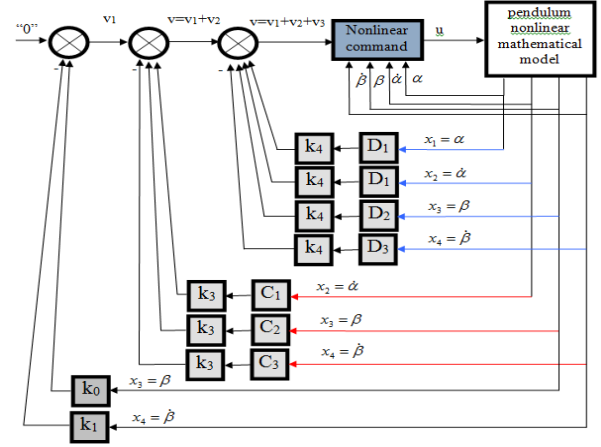 “0”
v1
v=v1+v2
v=v1+v2+v3
Nonlinear
command
u
pendulum
nonlinear
mathematical
model
-
-
-
β̇ β α̇ α
k4 D1 x1 = α
k4 D1 x2 = α̇
k4 D2 x3 = β
k4 D3 x4 = β̇
k3 C1 x2 = α̇
k3 C2 x3 = β
k3 C3 x4 = β̇
k0 x3 = β
k1 x4 = β̇